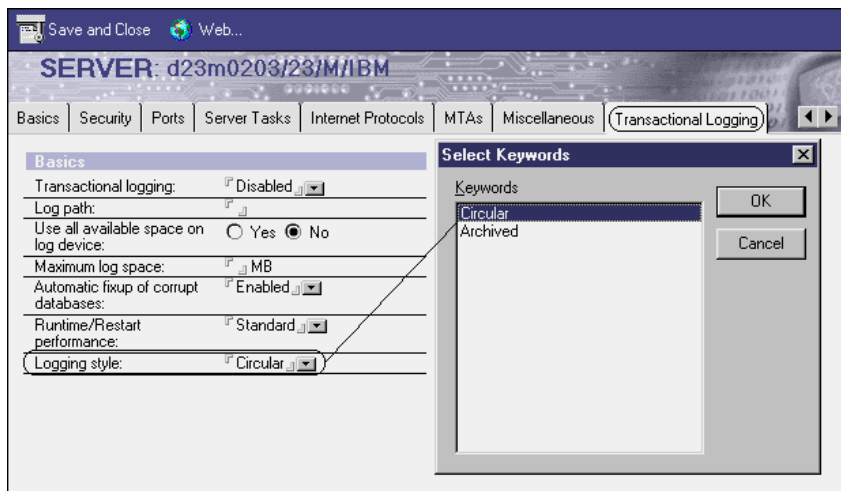 Save and Close Web...
SERVER: d23m0203/23/M/IBM
Basics Security Ports Server Tasks Internet Protocols MTAs Miscellaneous Transactional Logging
Basics
Transactional logging: Disabled
Log path:
Use all available space on log device: Yes No
Maximum log space: MB
Automatic fixup of corrupt databases: Enabled
Runtime/Restart performance: Standard
Logging style: Circular
Select Keywords
Keywords
Circular
Archived
OK
Cancel